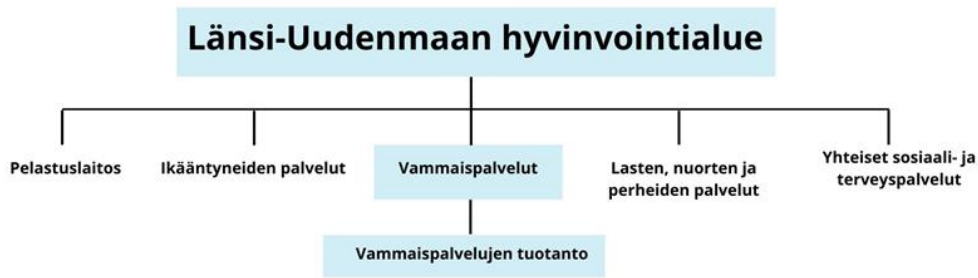 Länsi-Uudenmaan hyvinvointialue
Pelastuslaitos
Ikääntyneiden palvelut
Vammaispalvelut
Lasten, nuorten ja
perheiden palvelut
Yhteiset sosiaali- ja
terveyspalvelut
Vammaispalvelujen tuotanto